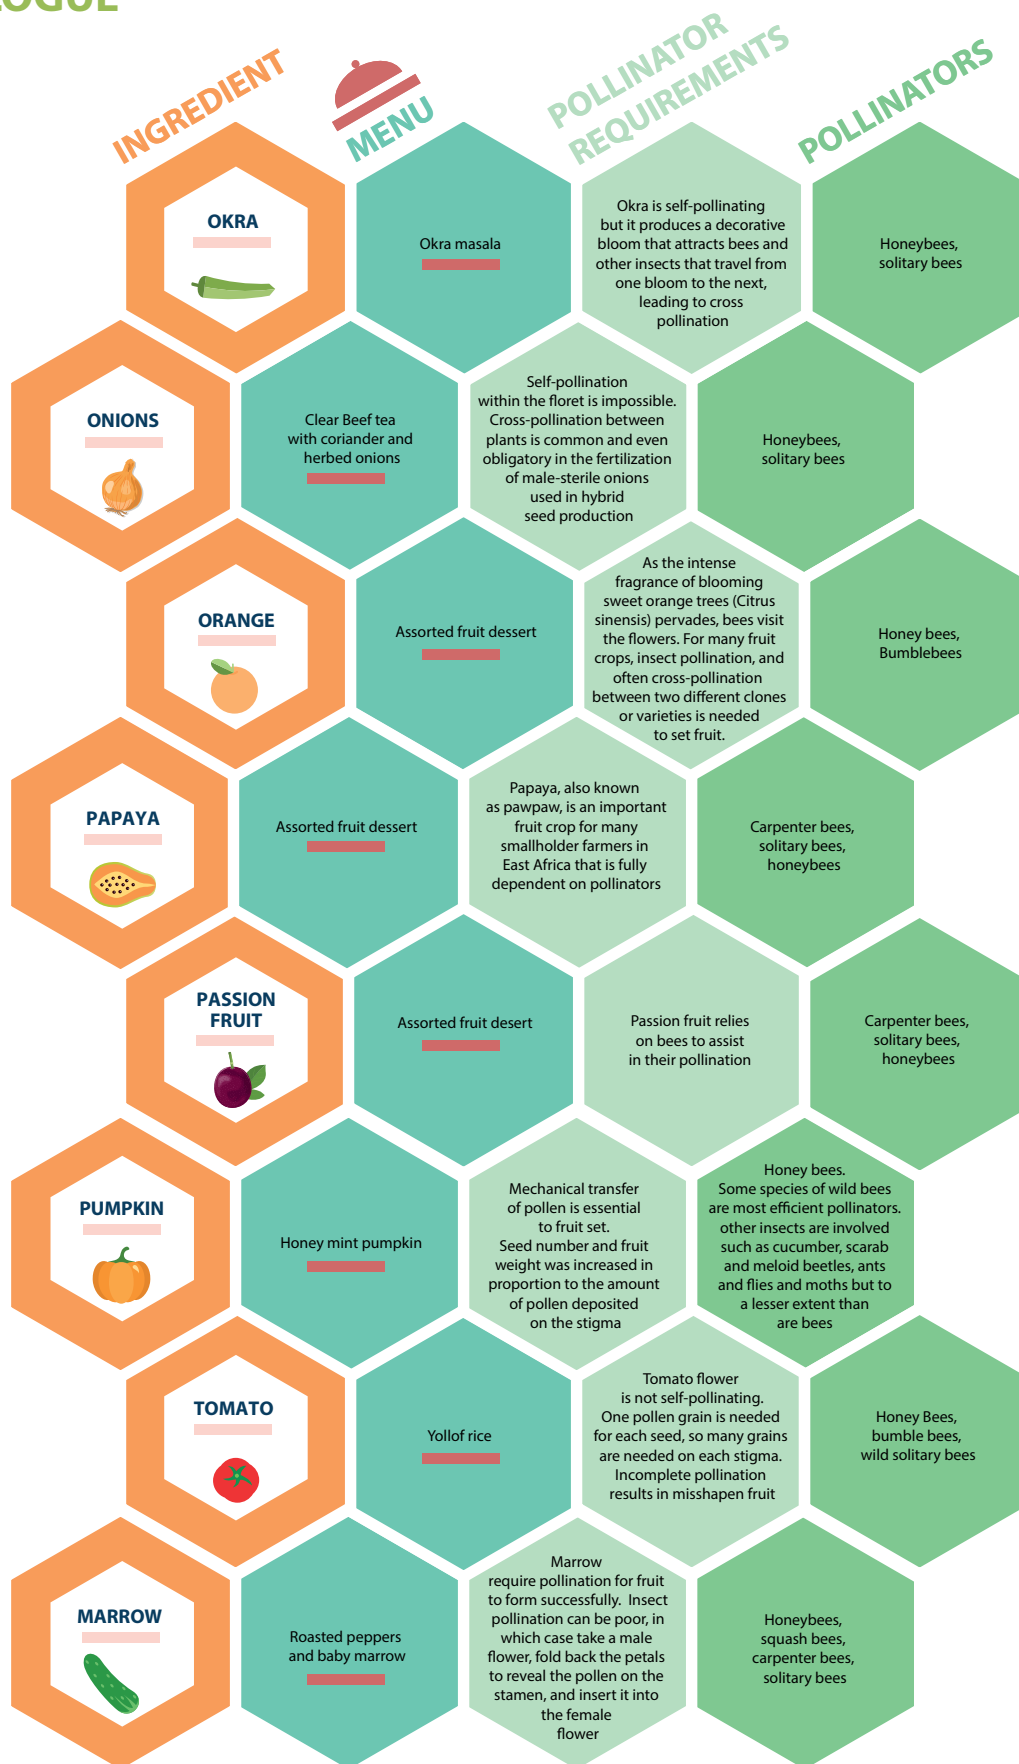 INGREDIENT
MENU
POLLINATOR
REQUIREMENTS
POLLINATORS
OKRA
Okra masala
Okra is self-pollinating
but it produces a decorative
bloom that attracts bees and
other insects that travel from
one bloom to the next,
leading to cross
pollination
Honeybees,
solitary bees
ONIONS
Clear Beef tea
with coriander and
herbed onions
Self-pollination
within the floret is impossible.
Cross-pollination between
plants is common and even
obligatory in the fertilization
of male-sterile onions
used in hybrid
seed production
Honeybees,
solitary bees
ORANGE
Assorted fruit dessert
As the intense
fragrance of blooming
sweet orange trees (Citrus
sinensis) pervades, bees visit
the flowers. For many fruit
crops, insect pollination, and
often cross-pollination
between two different clones
or varieties is needed
to set fruit.
Honey bees,
Bumblebees
PAPAYA
Assorted fruit dessert
Papaya, also known
as pawpaw, is an important
fruit crop for many
smallholder farmers in
East Africa that is fully
dependent on pollinators
Carpenter bees,
solitary bees,
honeybees
PASSION
FRUIT
Assorted fruit desert
Passion fruit relies
on bees to assist
in their pollination
Carpenter bees,
solitary bees,
honeybees
PUMPKIN
Honey mint pumpkin
Mechanical transfer
of pollen is essential
to fruit set.
Seed number and fruit
weight was increased in
proportion to the amount
of pollen deposited
on the stigma
Honey bees.
Some species of wild bees
are most efficient pollinators.
other insects are involved
such as cucumber, scarab
and meloid beetles, ants
and flies and moths but to
a lesser extent than
are bees
TOMATO
Yollof rice
Tomato flower
is not self-pollinating.
One pollen grain is needed
for each seed, so many grains
are needed on each stigma.
Incomplete pollination
results in misshapen fruit
Honey Bees,
bumble bees,
wild solitary bees
MARROW
Roasted peppers
and baby marrow
Marrow
require pollination for fruit
to form successfully. Insect
pollination can be poor, in
which case take a male
flower, fold back the petals
to reveal the pollen on the
stamen, and insert it into
the female
flower
Honeybees,
squash bees,
carpenter bees,
solitary bees